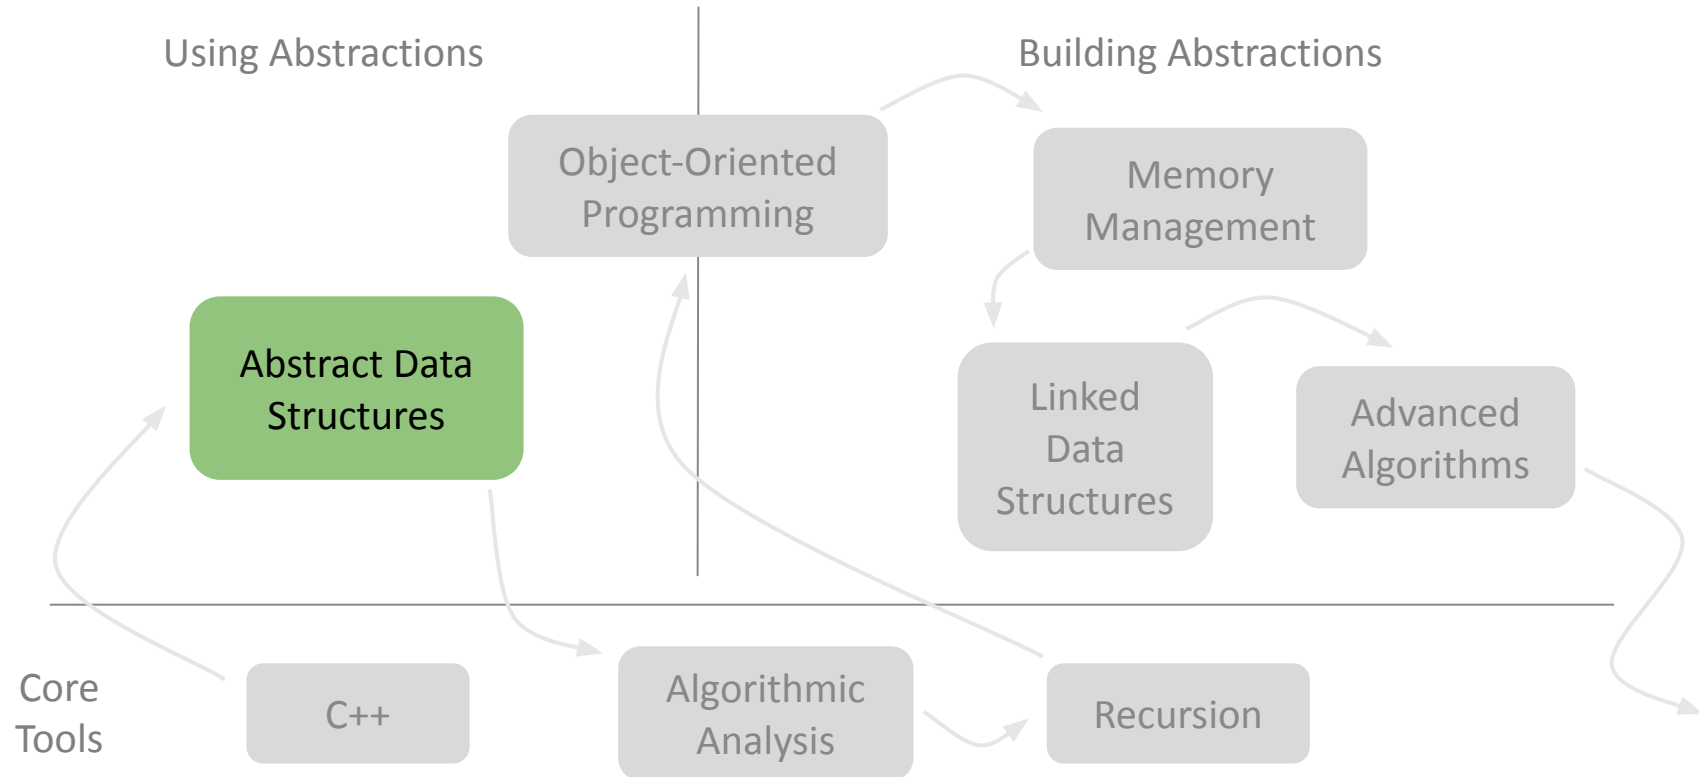 Using Abstractions
Building Abstractions
Object-Oriented
Programming
Memory
Management
Abstract Data
Structures
Linked
Data
Structures
Advanced
Algorithms
Core
Tools
C++
Algorithmic
Analysis
Recursion